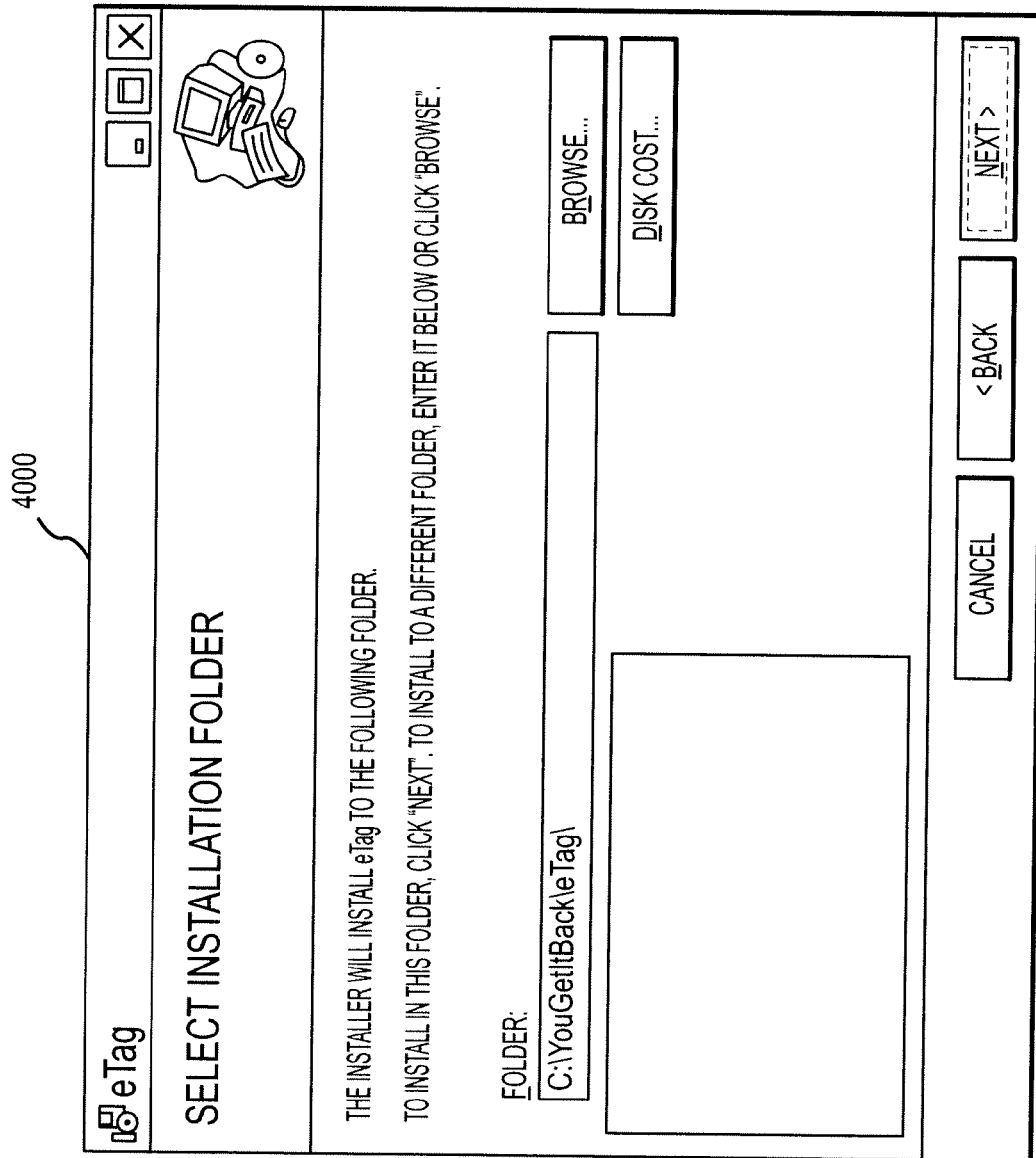 4000
eTag
SELECT INSTALLATION FOLDER
THE INSTALLER WILL INSTALL eTag TO THE FOLLOWING FOLDER.
TO INSTALL IN THIS FOLDER, CLICK “NEXT”. TO INSTALL TO A DIFFERENT FOLDER, ENTER IT BELOW OR CLICK “BROWSE”.
FOLDER:
C:\YouGetItBack\eTag\
BROWSE...
DISK COST...
CANCEL
< BACK
NEXT >